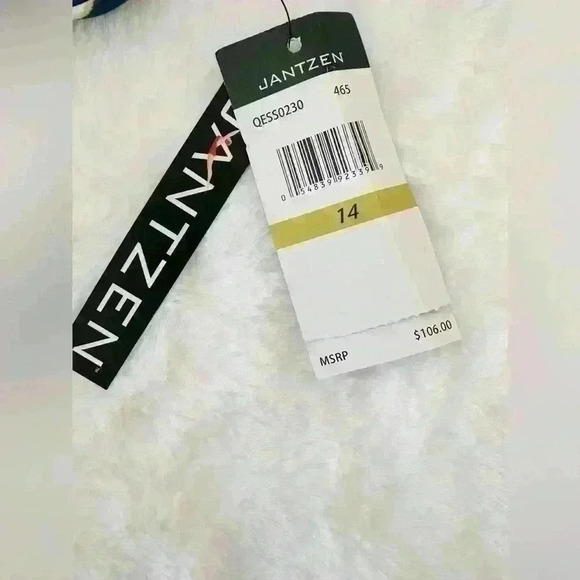 JANTZEN
JANTZEN
QESS0230 465
0 54839 92339 9
14
MSRP $106.00